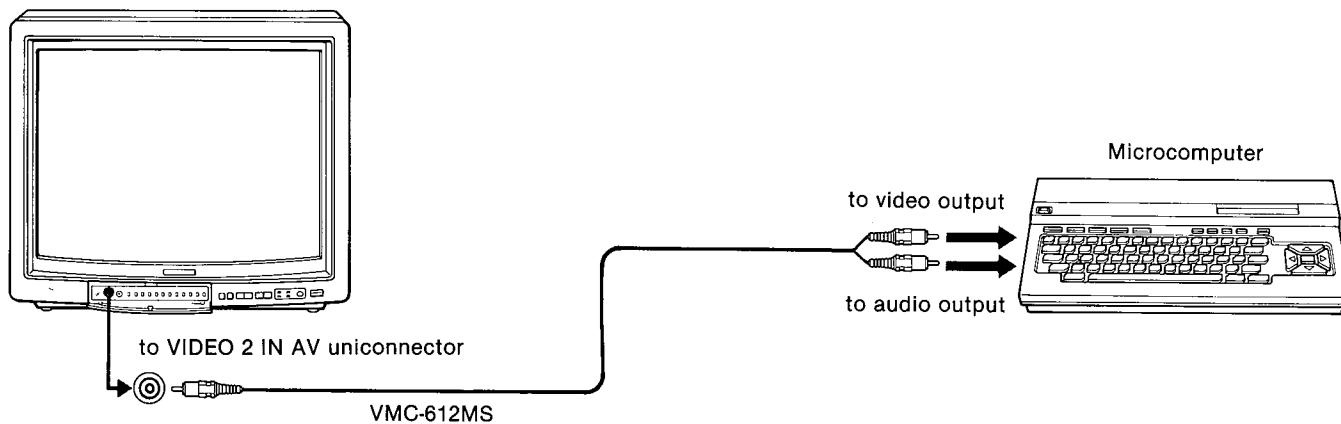 Microcomputer
to video output
to audio output
to VIDEO 2 IN AV uniconnector
VMC-612MS